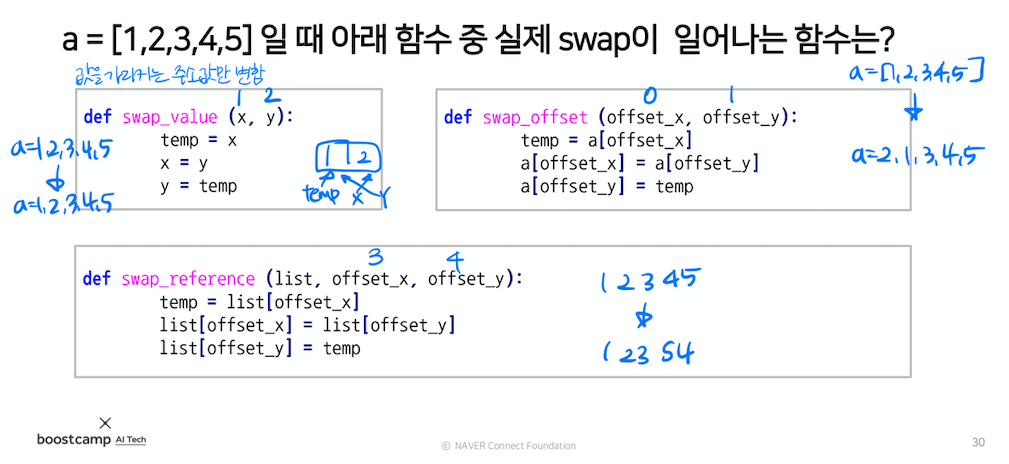 a = [1,2,3,4,5] 일 때 아래 함수 중 실제 swap이 일어나는 함수는?
값을 가리키는 주소값만 변함
1 2
def swap_value (x, y):
temp = x
x = y
y = temp
a=1,2,3,4,5
a=1,2,3,4,5
1 2
temp x y
0 1
def swap_offset (offset_x, offset_y):
temp = a[offset_x]
a[offset_x] = a[offset_y]
a[offset_y] = temp
a=[1,2,3,4,5]
a=2,1,3,4,5
3 4
def swap_reference (list, offset_x, offset_y):
temp = list[offset_x]
list[offset_x] = list[offset_y]
list[offset_y] = temp
1 2 3 4 5
1 2 3 5 4
boostcamp AI Tech
ⓒ NAVER Connect Foundation
30